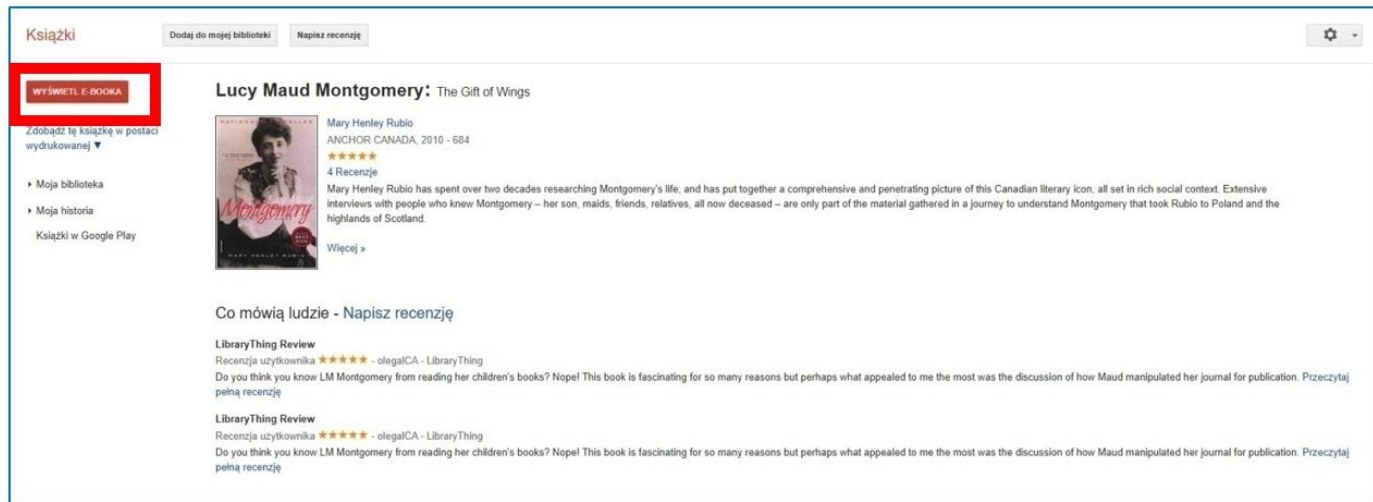 Książki
Dodaj do mojej biblioteki
Napisz recenzję
WYŚWIETL E-BOOKA
Zdobądź tę książkę w postaci
wydrukowanej ▼
Moja biblioteka
Moja historia
Książki w Google Play
Lucy Maud Montgomery: The Gift of Wings
NATIONAL BESTSELLER
Montgomery
MARY HENLEY RUBIO
Mary Henley Rubio
ANCHOR CANADA, 2010 - 684
4 Recenzje
Mary Henley Rubio has spent over two decades researching Montgomery's life, and has put together a comprehensive and penetrating picture of this Canadian literary icon, all set in rich social context. Extensive
interviews with people who knew Montgomery – her son, maids, friends, relatives, all now deceased – are only part of the material gathered in a journey to understand Montgomery that took Rubio to Poland and the
highlands of Scotland.
Więcej »
Co mówią ludzie - Napisz recenzję
LibraryThing Review
Recenzja użytkownika ★★★★★ - olegalCA - LibraryThing
Do you think you know LM Montgomery from reading her children's books? Nope! This book is fascinating for so many reasons but perhaps what appealed to me the most was the discussion of how Maud manipulated her journal for publication. Przeczytaj
pełną recenzję
LibraryThing Review
Recenzja użytkownika ★★★★★ - olegalCA - LibraryThing
Do you think you know LM Montgomery from reading her children's books? Nope! This book is fascinating for so many reasons but perhaps what appealed to me the most was the discussion of how Maud manipulated her journal for publication. Przeczytaj
pełną recenzję